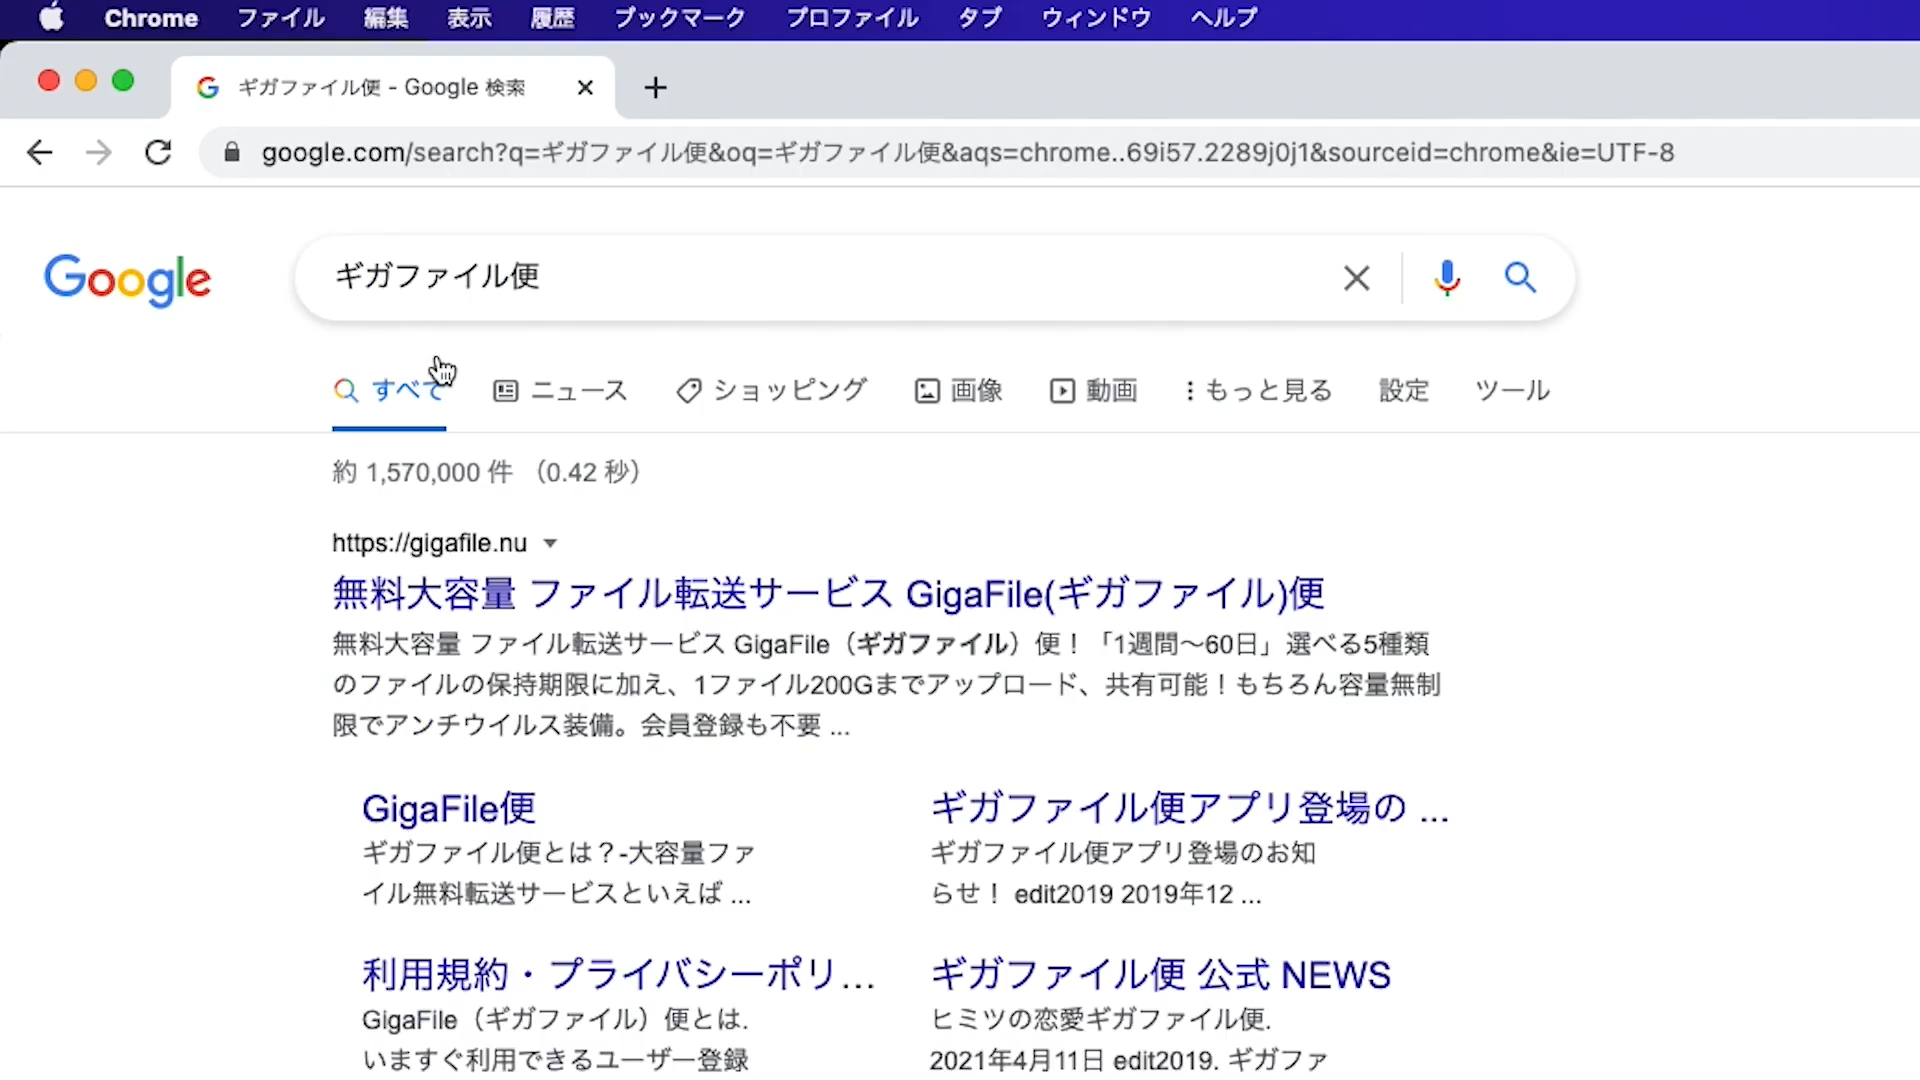 Chrome ファイル 編集 表示 履歴 ブックマーク プロファイル タブ ウィンドウ ヘルプ
ギガファイル便 - Google 検索
google.com/search?q=ギガファイル便&oq=ギガファイル便&aqs=chrome..69i57.2289j0j1&sourceid=chrome&ie=UTF-8
Google
ギガファイル便
すべて ニュース ショッピング 画像 動画 もっと見る 設定 ツール
約 1,570,000 件 （0.42 秒）
https://gigafile.nu
無料大容量 ファイル転送サービス GigaFile(ギガファイル)便
無料大容量 ファイル転送サービス GigaFile（ギガファイル）便！「1週間〜60日」選べる5種類
のファイルの保持期限に加え、1ファイル200Gまでアップロード、共有可能！もちろん容量無制
限でアンチウイルス装備。会員登録も不要 ...
GigaFile便
ギガファイル便とは？-大容量ファ
イル無料転送サービスといえば ...
ギガファイル便アプリ登場の ...
ギガファイル便アプリ登場のお知
らせ！ edit2019 2019年12 ...
利用規約・プライバシーポリ...
GigaFile（ギガファイル）便とは.
いますぐ利用できるユーザー登録
ギガファイル便 公式 NEWS
ヒミツの恋愛ギガファイル便.
2021年4月11日 edit2019. ギガファ